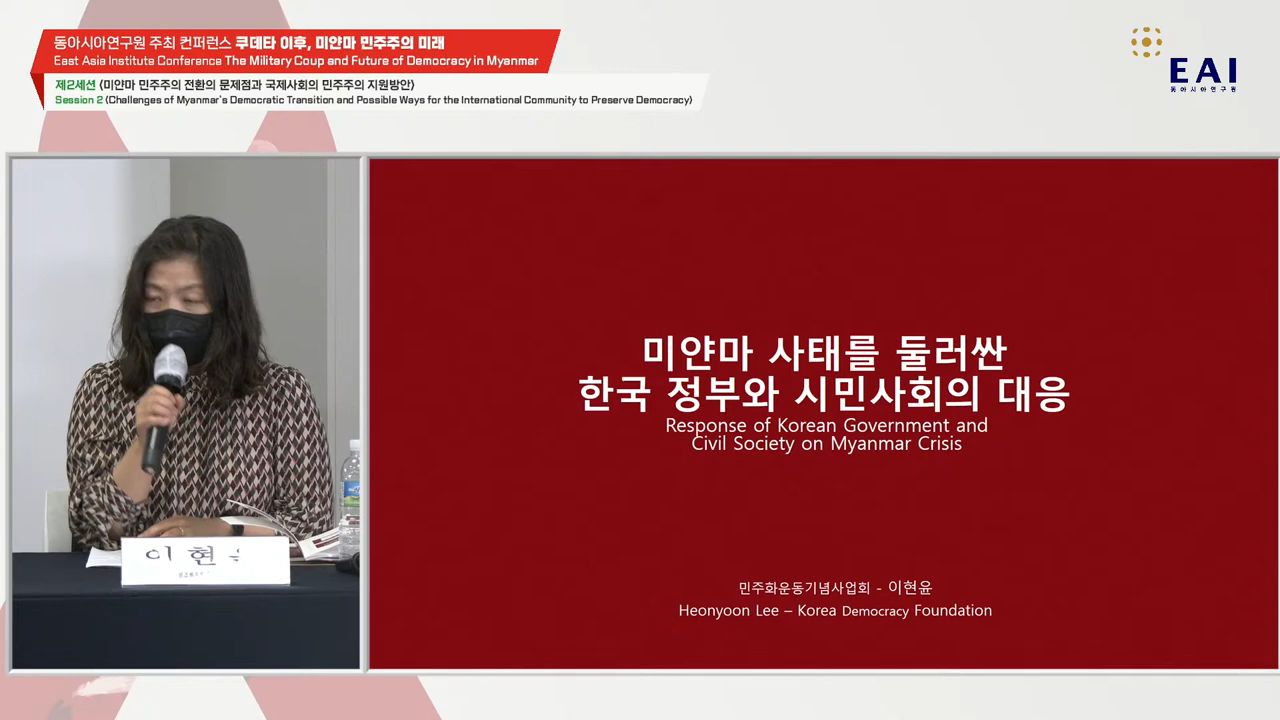 동아시아연구원 주최 컨퍼런스 쿠데타 이후, 미얀마 민주주의 미래
East Asia Institute Conference The Military Coup and Future of Democracy in Myanmar
제2세션 〈미얀마 민주주의 전환의 문제점과 국제사회의 민주주의 지원방안〉
Session 2 〈Challenges of Myanmar's Democratic Transition and Possible Ways for the International Community to Preserve Democracy〉
EAI
동아시아연구원
미얀마 사태를 둘러싼
한국 정부와 시민사회의 대응
Response of Korean Government and
Civil Society on Myanmar Crisis
민주화운동기념사업회 - 이현윤
Heonyoon Lee – Korea Democracy Foundation
이 현